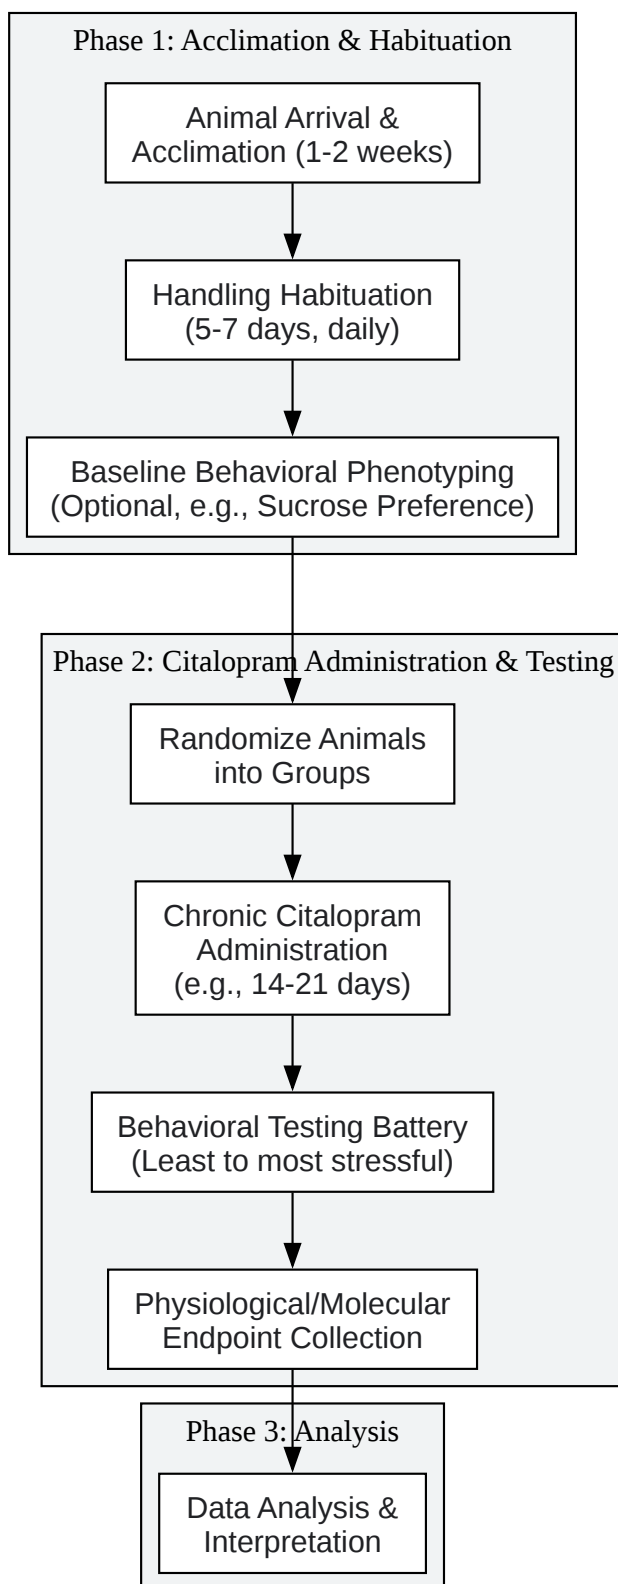 Phase 1: Acclimation & Habituation
Animal Arrival &
Acclimation (1-2 weeks)
Handling Habituation
(5-7 days, daily)
Baseline Behavioral Phenotyping
(Optional, e.g., Sucrose Preference)
Phase 2: Citalopram Administration & Testing
Randomize Animals
into Groups
Chronic Citalopram
Administration
(e.g., 14-21 days)
Behavioral Testing Battery
(Least to most stressful)
Physiological/Molecular
Endpoint Collection
Phase 3: Analysis
Data Analysis &
Interpretation